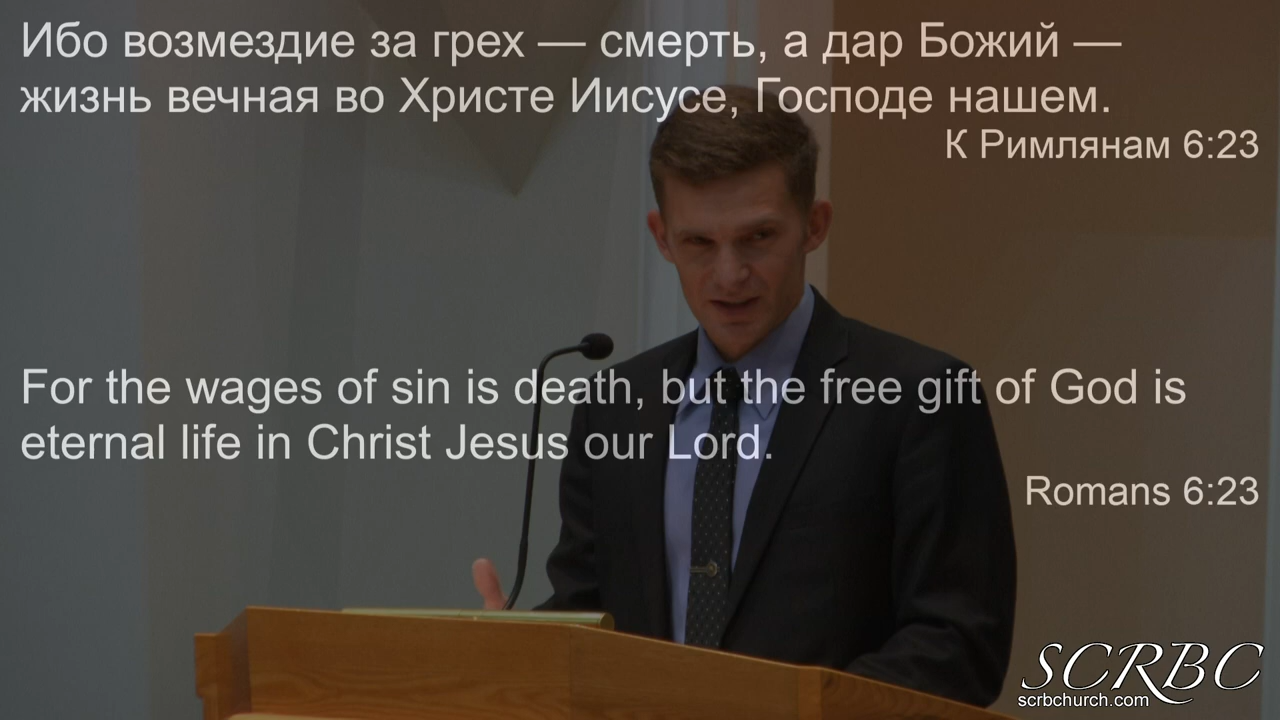 Ибо возмездие за грех — смерть, а дар Божий —
жизнь вечная во Христе Иисусе, Господе нашем.
К Римлянам 6:23
For the wages of sin is death, but the free gift of God is
eternal life in Christ Jesus our Lord.
Romans 6:23
SCRBC
scrbchurch.com